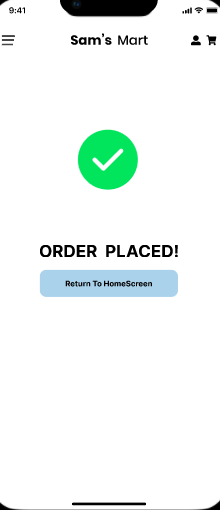 9:41
Sam's Mart
ORDER PLACED!
Return To HomeScreen